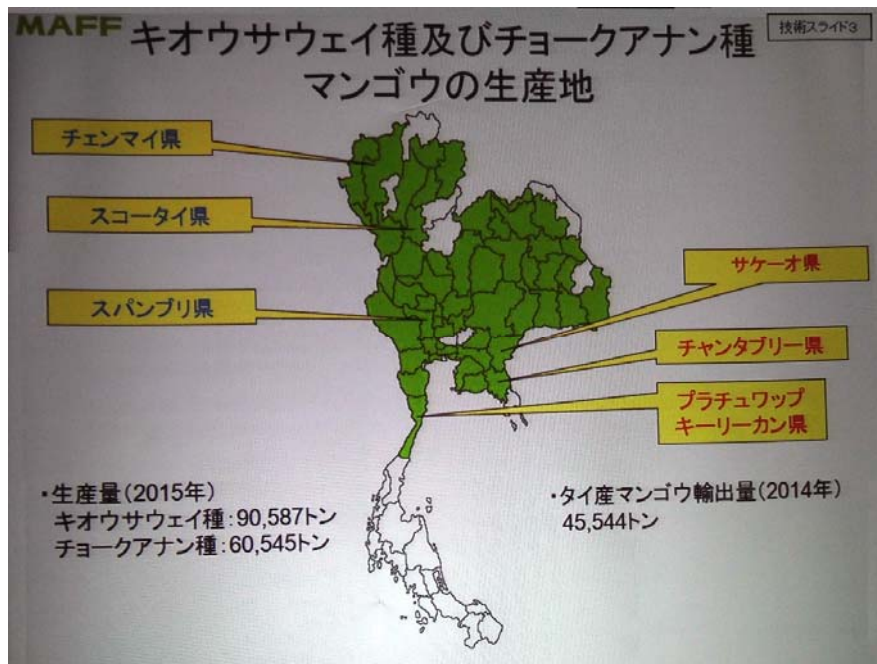 MAFF
技術スライド3
キオウサウェイ種及びチョークアナン種
マンゴウの生産地
チェンマイ県
スコータイ県
スパンブリ県
サケーオ県
チャンタブリー県
プラチュワップ
キーリーカン県
・生産量(2015年)
キオウサウェイ種:90,587トン
チョークアナン種:60,545トン
・タイ産マンゴウ輸出量(2014年)
45,544トン